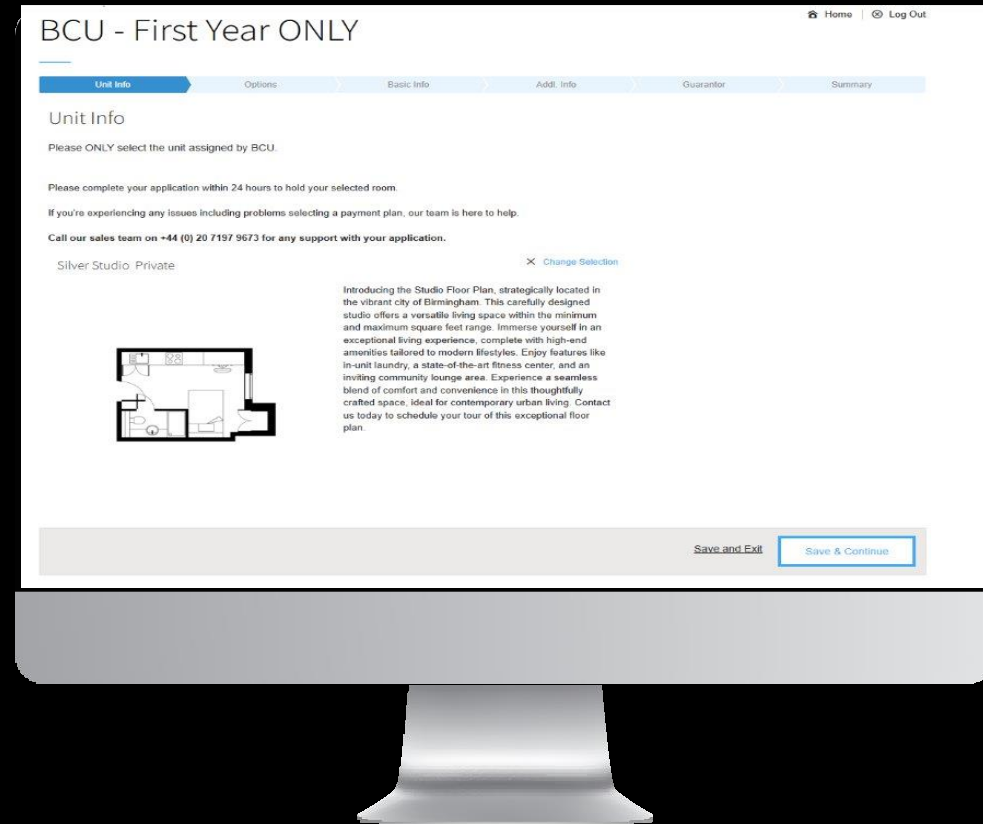 Home
Log Out
BCU - First Year ONLY
Unit Info
Options
Basic Info
Addl. Info
Guarantor
Summary
Unit Info
Please ONLY select the unit assigned by BCU.
Please complete your application within 24 hours to hold your selected room.
If you're experiencing any issues including problems selecting a payment plan, our team is here to help.
Call our sales team on +44 (0) 20 7197 9673 for any support with your application.
Silver Studio Private
Change Selection
Introducing the Studio Floor Plan, strategically located in
the vibrant city of Birmingham. This carefully designed
studio offers a versatile living space within the minimum
and maximum square feet range. Immerse yourself in an
exceptional living experience, complete with high-end
amenities tailored to modern lifestyles. Enjoy features like
in-unit laundry, a state-of-the-art fitness center, and an
inviting community lounge area. Experience a seamless
blend of comfort and convenience in this thoughtfully
crafted space, ideal for contemporary urban living. Contact
us today to schedule your tour of this exceptional floor
plan.
Save and Exit
Save & Continue